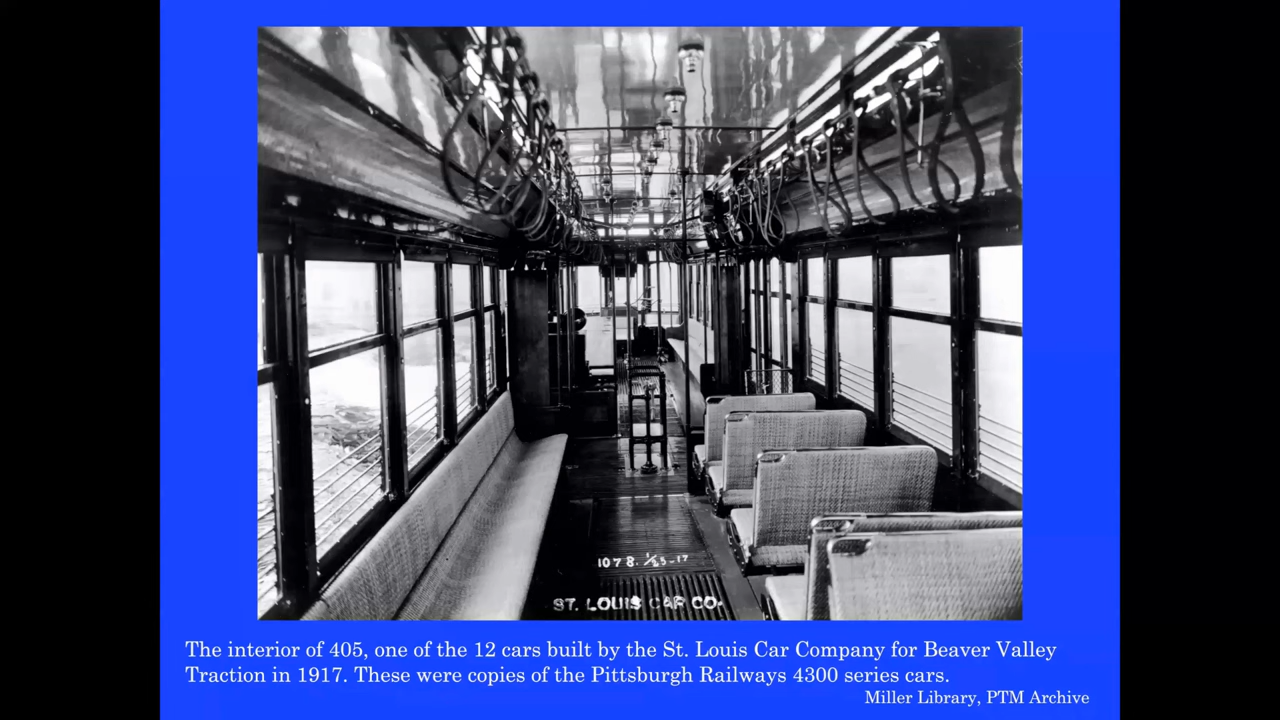 1078. 1/25-17
ST. LOUIS CAR CO.
The interior of 405, one of the 12 cars built by the St. Louis Car Company for Beaver Valley
Traction in 1917. These were copies of the Pittsburgh Railways 4300 series cars.
Miller Library, PTM Archive